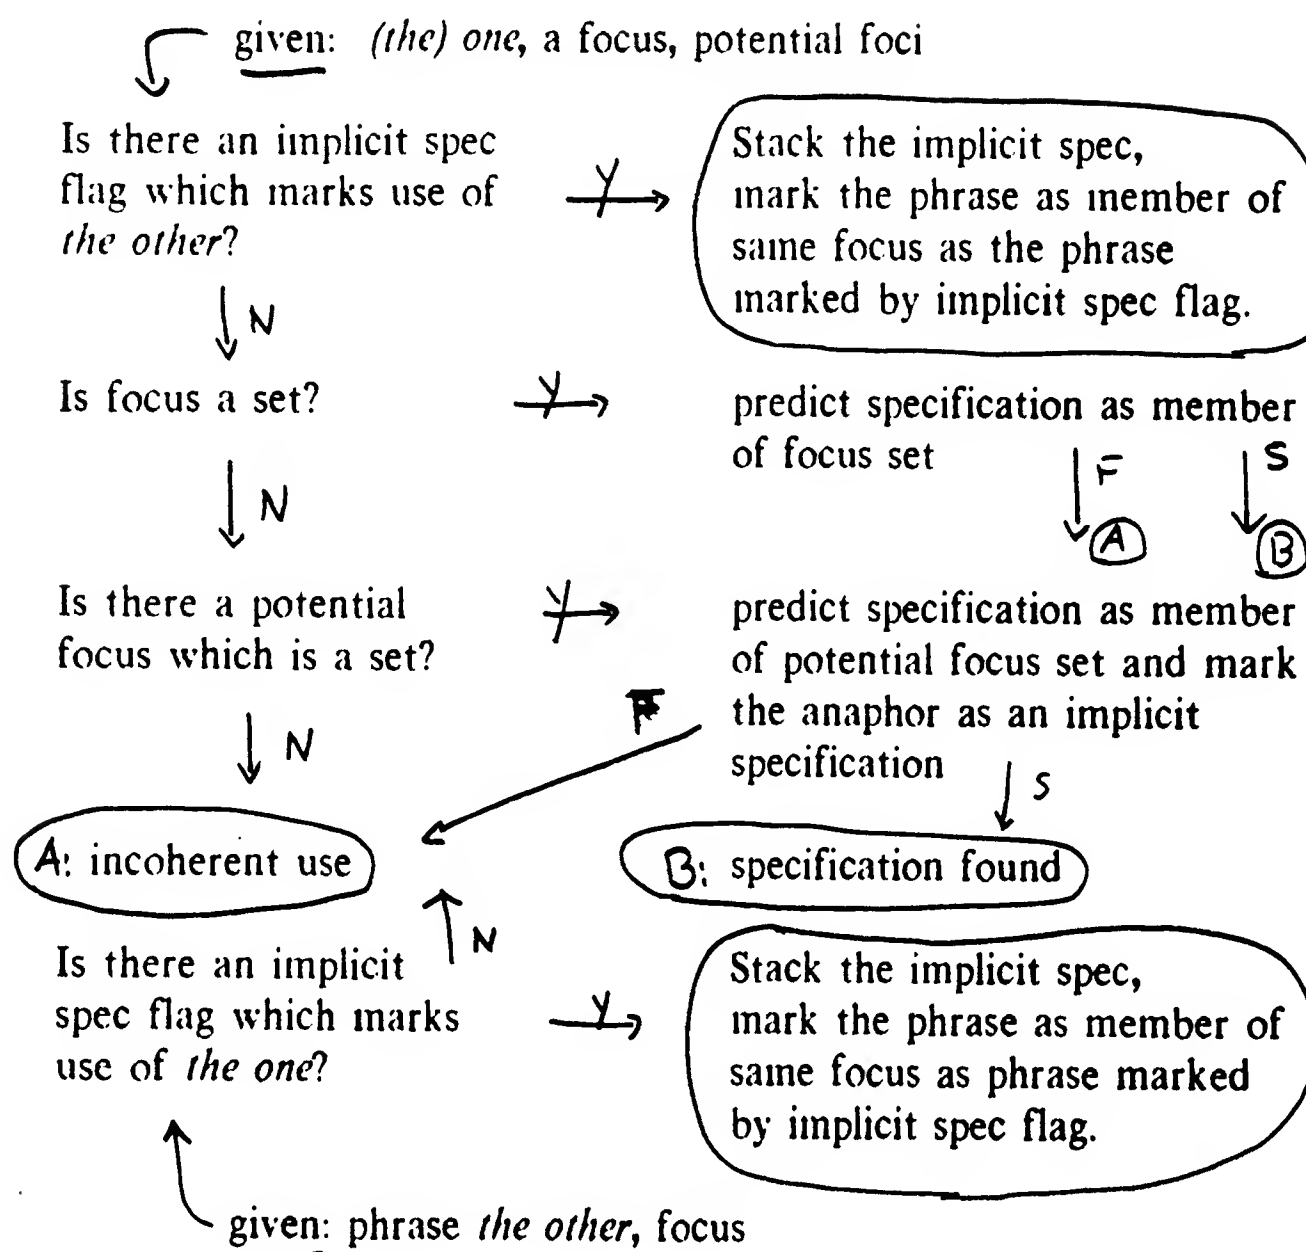 given: (the) one, a focus, potential foci
Is there an implicit spec
flag which marks use of
the other?
Y
Stack the implicit spec,
mark the phrase as member of
same focus as the phrase
marked by implicit spec flag.
N
Is focus a set?
Y
predict specification as member
of focus set
F
S
A
B
N
Is there a potential
focus which is a set?
Y
predict specification as member
of potential focus set and mark
the anaphor as an implicit
specification
F
S
N
A: incoherent use
B: specification found
N
Is there an implicit
spec flag which marks
use of the one?
Y
Stack the implicit spec,
mark the phrase as member of
same focus as phrase marked
by implicit spec flag.
given: phrase the other, focus